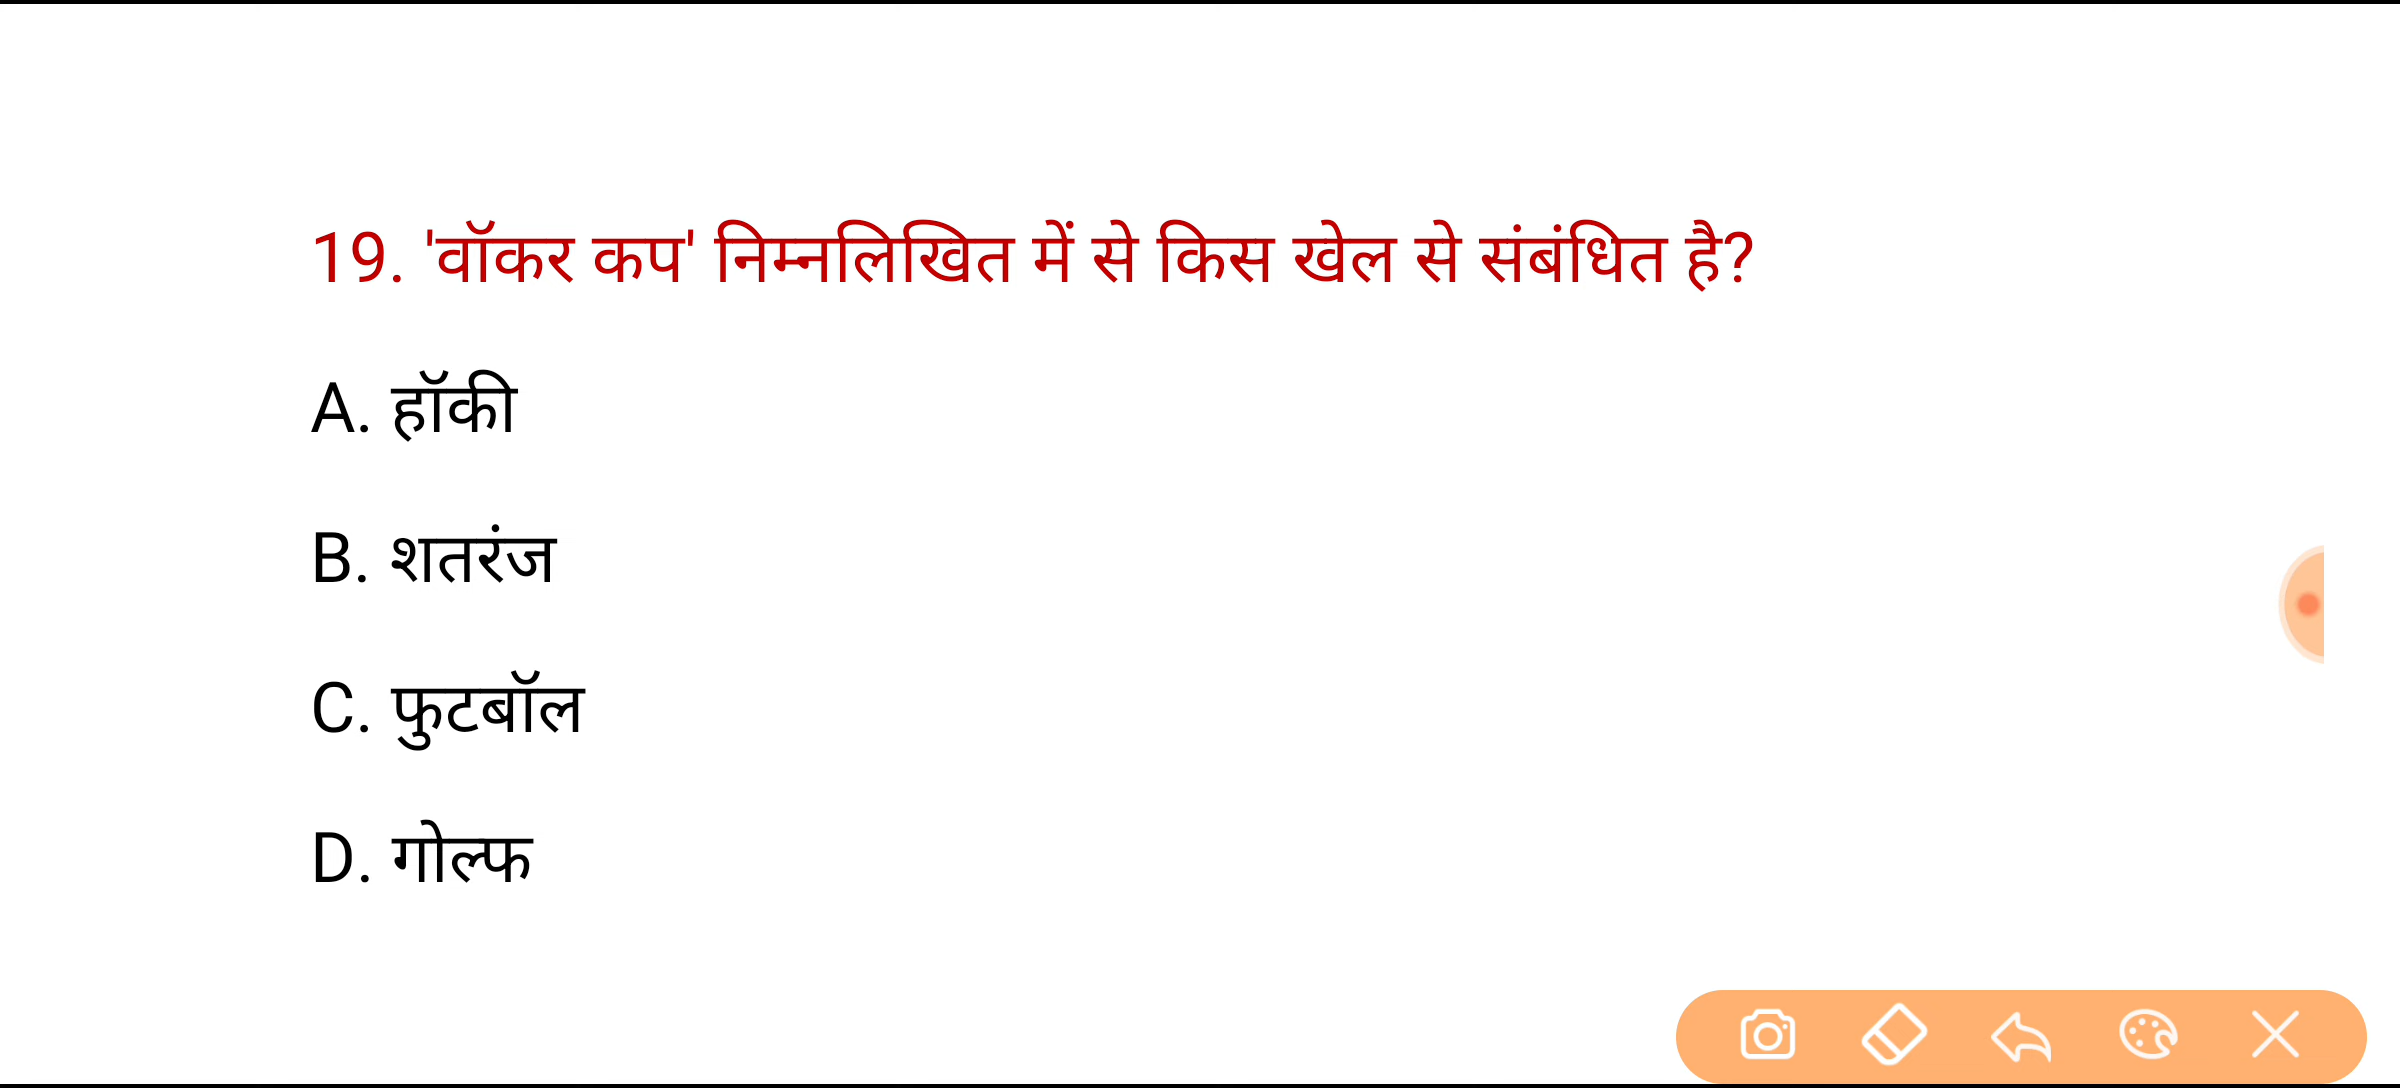 19. 'वॉकर कप' निम्नलिखित में से किस खेल से संबंधित है?
A. हॉकी
B. शतरंज
C. फुटबॉल
D. गोल्फ